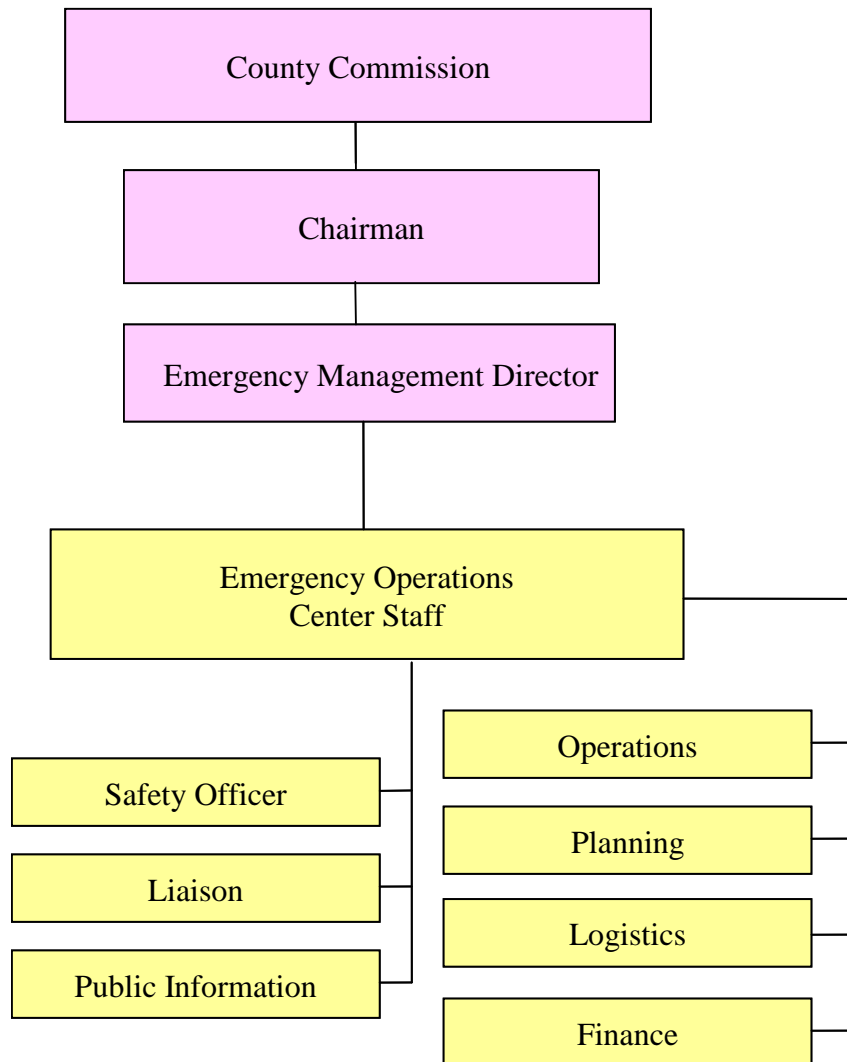 County Commission
Chairman
Emergency Management Director
Emergency Operations
Center Staff
Safety Officer
Liaison
Public Information
Operations
Planning
Logistics
Finance